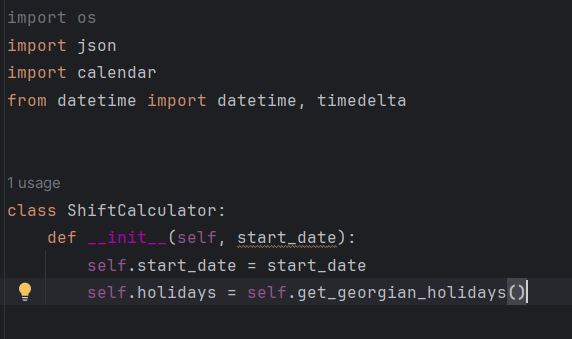 import os
import json
import calendar
from datetime import datetime, timedelta
1 usage
class ShiftCalculator:
    def __init__(self, start_date):
        self.start_date = start_date
        self.holidays = self.get_georgian_holidays()